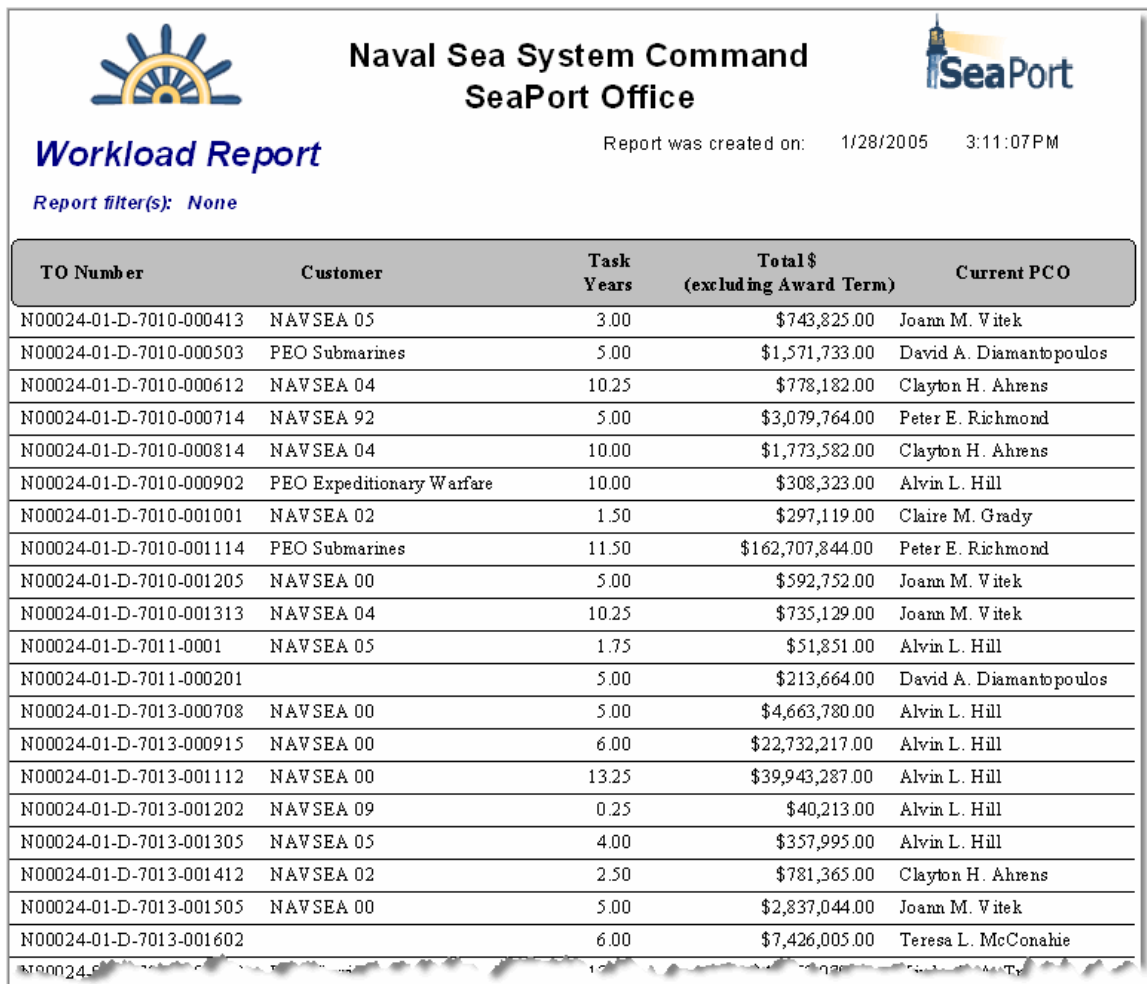 Naval Sea System Command
SeaPort Office
SeaPort
Workload Report
Report was created on: 1/28/2005 3:11:07PM
Report filter(s): None
TO Number Customer Task Years Total $ (excluding Award Term) Current PCO
N00024-01-D-7010-000413 NAVSEA 05 3.00 $743,825.00 Joann M. Vitek
N00024-01-D-7010-000503 PEO Submarines 5.00 $1,571,733.00 David A. Diamantopoulos
N00024-01-D-7010-000612 NAVSEA 04 10.25 $778,182.00 Clayton H. Ahrens
N00024-01-D-7010-000714 NAVSEA 92 5.00 $3,079,764.00 Peter E. Richmond
N00024-01-D-7010-000814 NAVSEA 04 10.00 $1,773,582.00 Clayton H. Ahrens
N00024-01-D-7010-000902 PEO Expeditionary Warfare 10.00 $308,323.00 Alvin L. Hill
N00024-01-D-7010-001001 NAVSEA 02 1.50 $297,119.00 Claire M. Grady
N00024-01-D-7010-001114 PEO Submarines 11.50 $162,707,844.00 Peter E. Richmond
N00024-01-D-7010-001205 NAVSEA 00 5.00 $592,752.00 Joann M. Vitek
N00024-01-D-7010-001313 NAVSEA 04 10.25 $735,129.00 Joann M. Vitek
N00024-01-D-7011-0001 NAVSEA 05 1.75 $51,851.00 Alvin L. Hill
N00024-01-D-7011-000201 5.00 $213,664.00 David A. Diamantopoulos
N00024-01-D-7013-000708 NAVSEA 00 5.00 $4,663,780.00 Alvin L. Hill
N00024-01-D-7013-000915 NAVSEA 00 6.00 $22,732,217.00 Alvin L. Hill
N00024-01-D-7013-001112 NAVSEA 00 13.25 $39,943,287.00 Alvin L. Hill
N00024-01-D-7013-001202 NAVSEA 09 0.25 $40,213.00 Alvin L. Hill
N00024-01-D-7013-001305 NAVSEA 05 4.00 $357,995.00 Alvin L. Hill
N00024-01-D-7013-001412 NAVSEA 02 2.50 $781,365.00 Clayton H. Ahrens
N00024-01-D-7013-001505 NAVSEA 00 5.00 $2,837,044.00 Joann M. Vitek
N00024-01-D-7013-001602 6.00 $7,426,005.00 Teresa L. McConahie